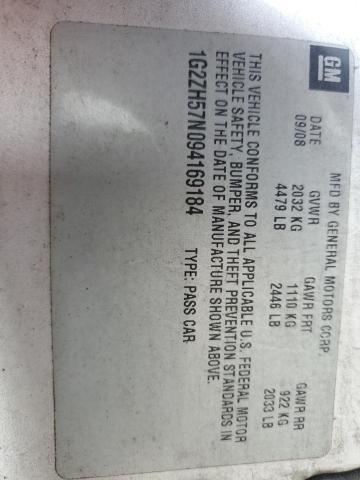 GM
MFD BY GENERAL MOTORS CORP
DATE GVWR GAWR FRT GAWR RR
09/08 2032 KG 1110 KG 922 KG
4479 LB 2446 LB 2033 LB
THIS VEHICLE CONFORMS TO ALL APPLICABLE U.S. FEDERAL MOTOR
VEHICLE SAFETY, BUMPER, AND THEFT PREVENTION STANDARDS IN
EFFECT ON THE DATE OF MANUFACTURE SHOWN ABOVE.
1G2ZH57N094169184 TYPE: PASS CAR